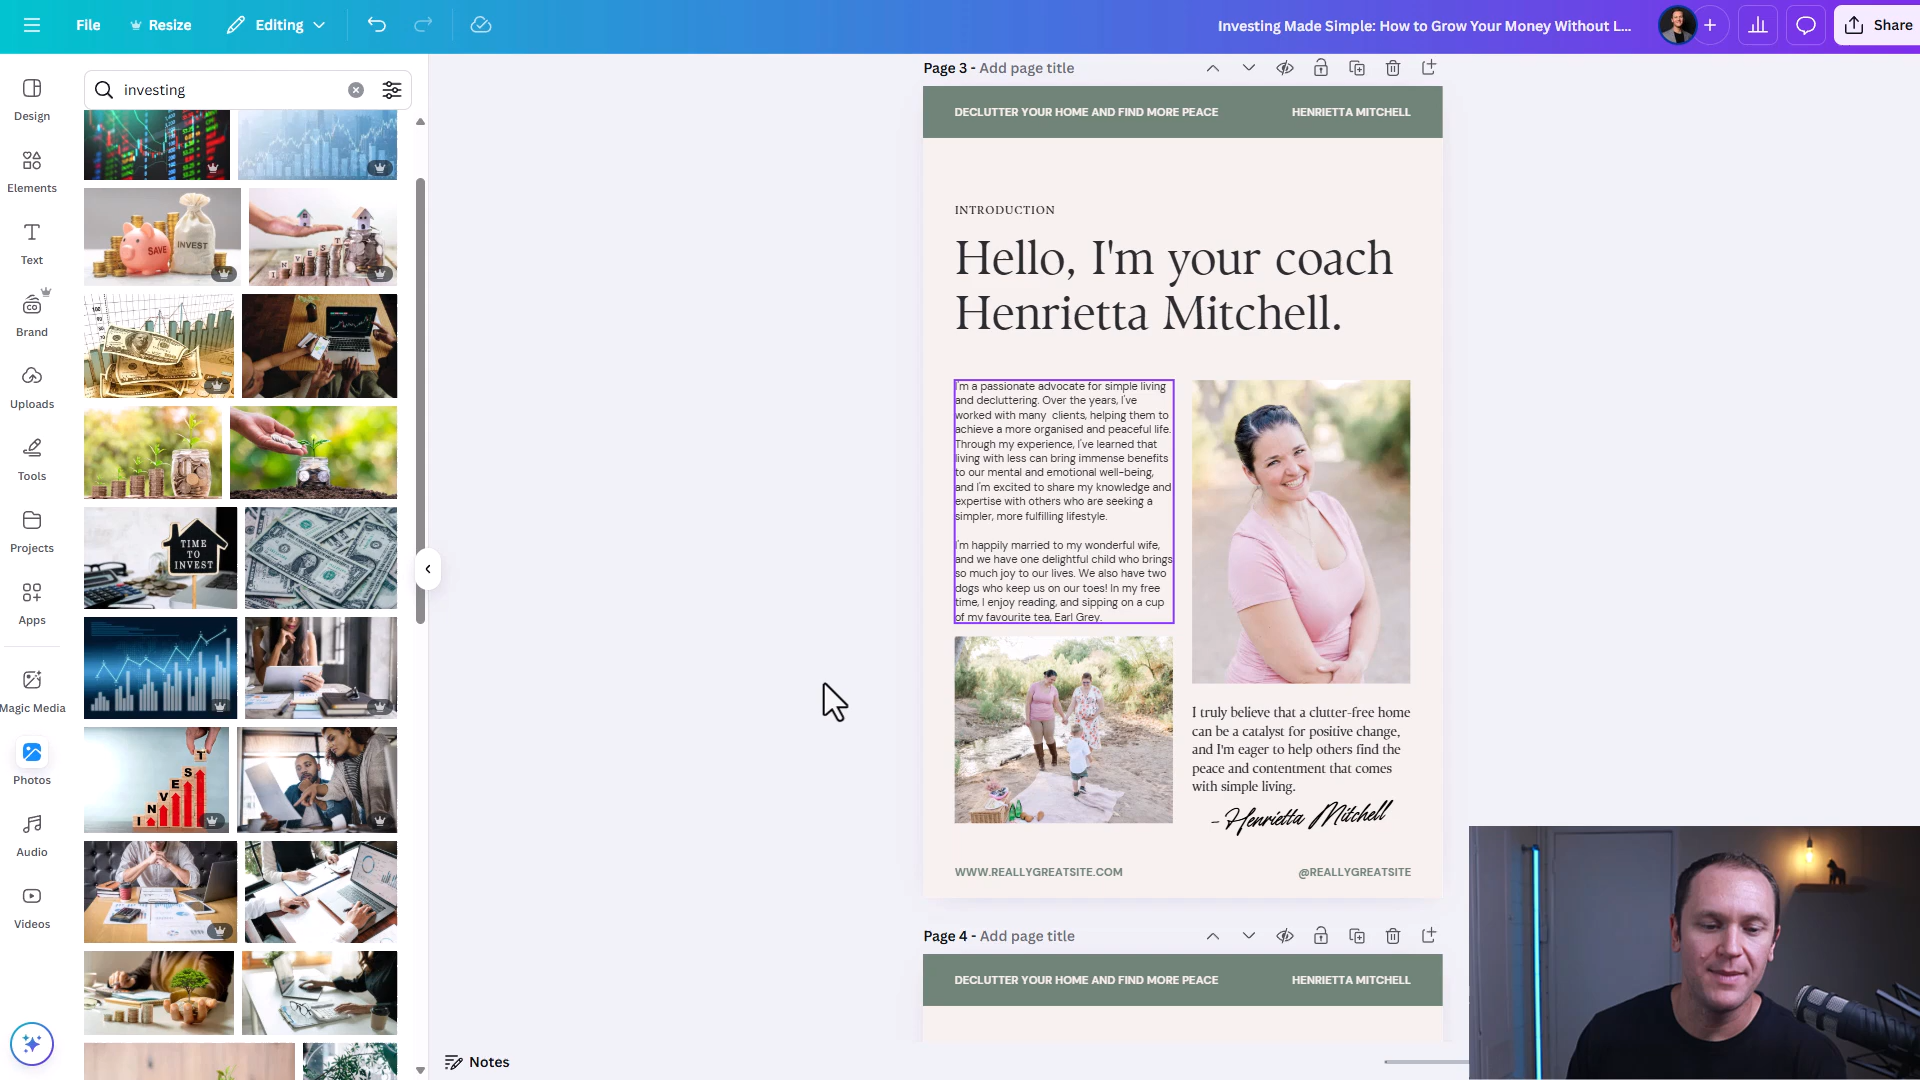 File
Resize
Editing
Investing Made Simple: How to Grow Your Money Without L...
Share
Design
Elements
Text
Brand
Uploads
Tools
Projects
Apps
Magic Media
Photos
Audio
Videos
investing
SAVE
INVEST
INVEST
TIME
TO
INVEST
INVEST
Page 3 - Add page title
DECLUTTER YOUR HOME AND FIND MORE PEACE
HENRIETTA MITCHELL
INTRODUCTION
Hello, I'm your coach
Henrietta Mitchell.
I'm a passionate advocate for simple living
and decluttering. Over the years, I've
worked with many clients, helping them to
achieve a more organised and peaceful life.
Through my experience, I've learned that
living with less can bring immense benefits
to our mental and emotional well-being,
and I'm excited to share my knowledge and
expertise with others who are seeking a
simpler, more fulfilling lifestyle.
I'm happily married to my wonderful wife,
and we have one delightful child who brings
so much joy to our lives. We also have two
dogs who keep us on our toes! In my free
time, I enjoy reading, and sipping on a cup
of my favourite tea, Earl Grey.
I truly believe that a clutter-free home
can be a catalyst for positive change,
and I'm eager to help others find the
peace and contentment that comes
with simple living.
- Henrietta Mitchell
WWW.REALLYGREATSITE.COM
@REALLYGREATSITE
Page 4 - Add page title
DECLUTTER YOUR HOME AND FIND MORE PEACE
HENRIETTA MITCHELL
Notes